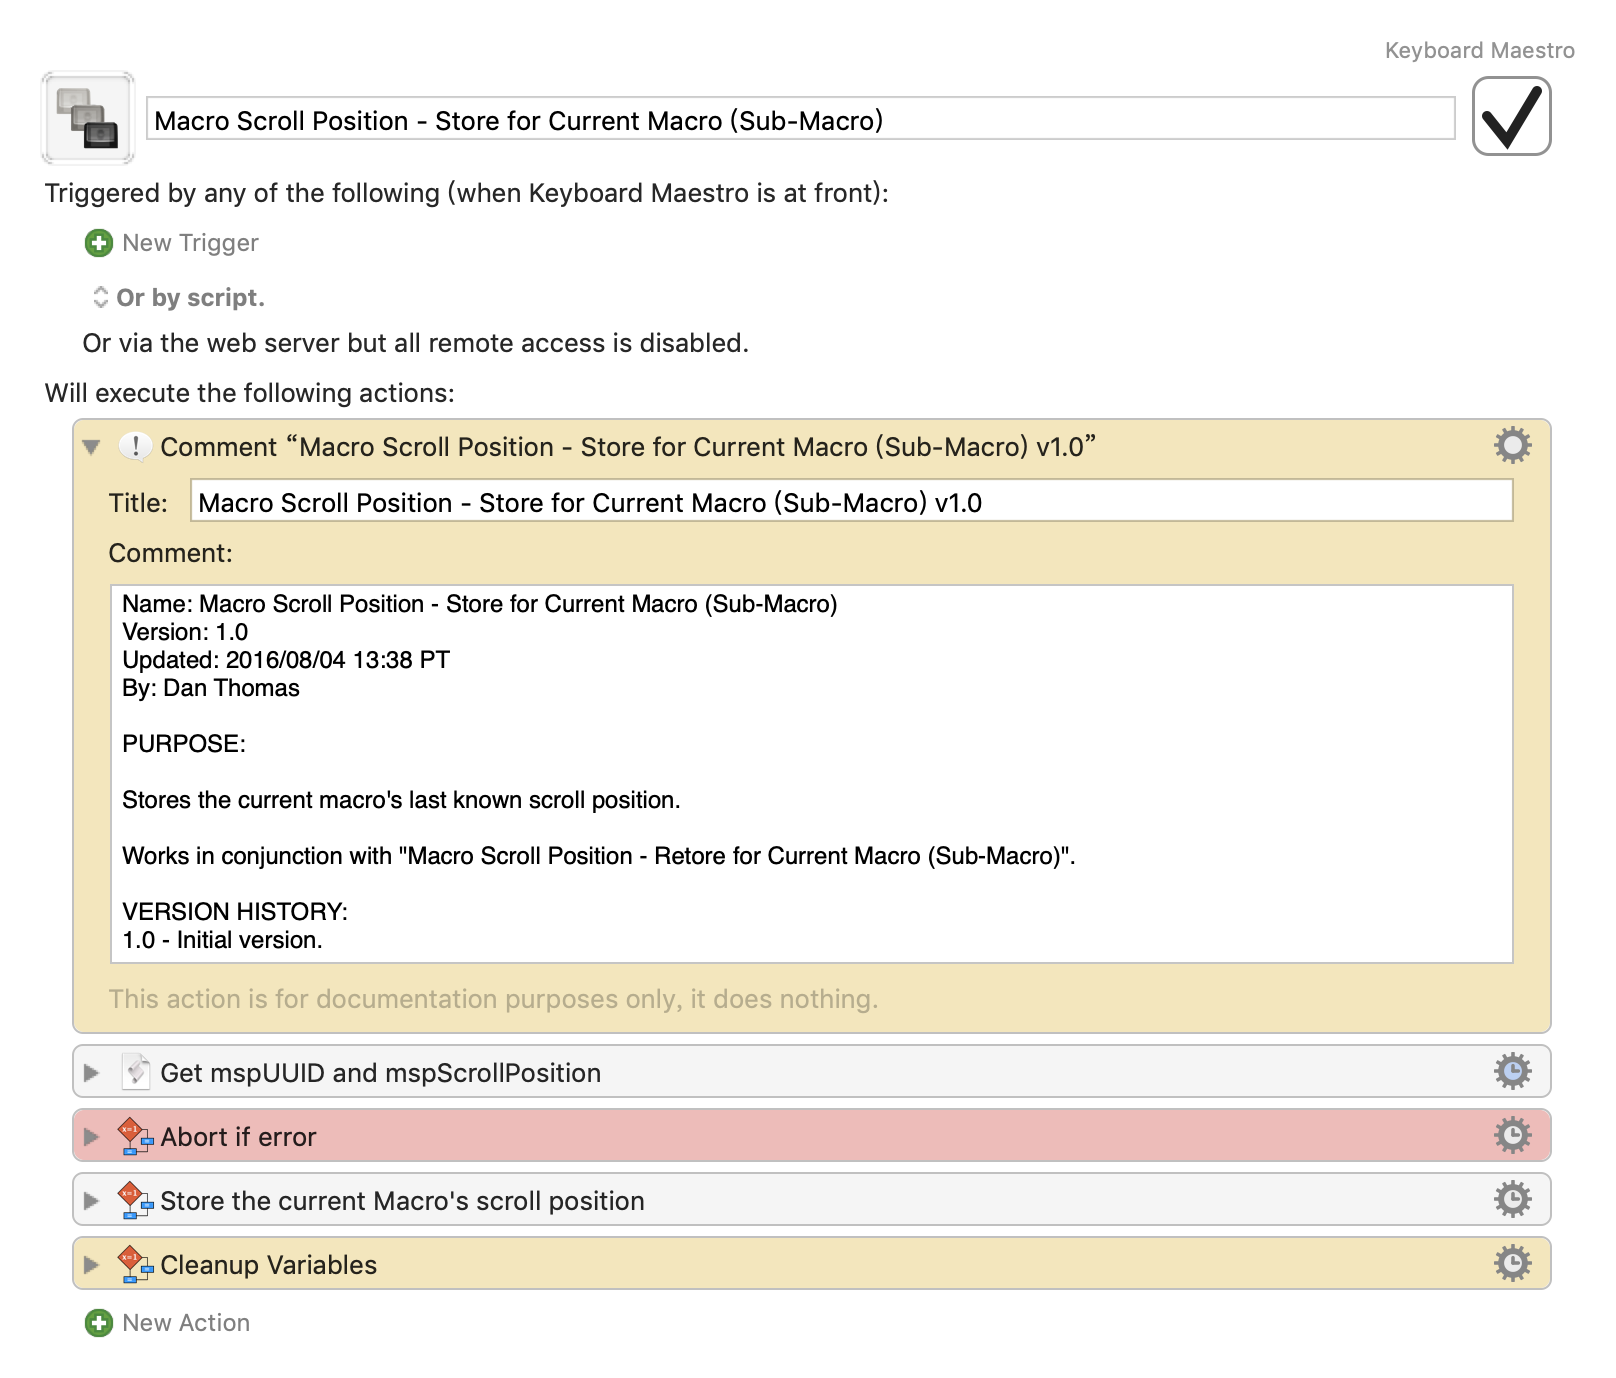 Keyboard Maestro
Macro Scroll Position - Store for Current Macro (Sub-Macro)
Triggered by any of the following (when Keyboard Maestro is at front):
New Trigger
Or by script.
Or via the web server but all remote access is disabled.
Will execute the following actions:
Comment “Macro Scroll Position - Store for Current Macro (Sub-Macro) v1.0”
Title: Macro Scroll Position - Store for Current Macro (Sub-Macro) v1.0
Comment:
Name: Macro Scroll Position - Store for Current Macro (Sub-Macro)
Version: 1.0
Updated: 2016/08/04 13:38 PT
By: Dan Thomas
PURPOSE:
Stores the current macro's last known scroll position.
Works in conjunction with "Macro Scroll Position - Retore for Current Macro (Sub-Macro)".
VERSION HISTORY:
1.0 - Initial version.
This action is for documentation purposes only, it does nothing.
Get mspUUID and mspScrollPosition
x=1 Abort if error
x=1 Store the current Macro's scroll position
x=1 Cleanup Variables
New Action